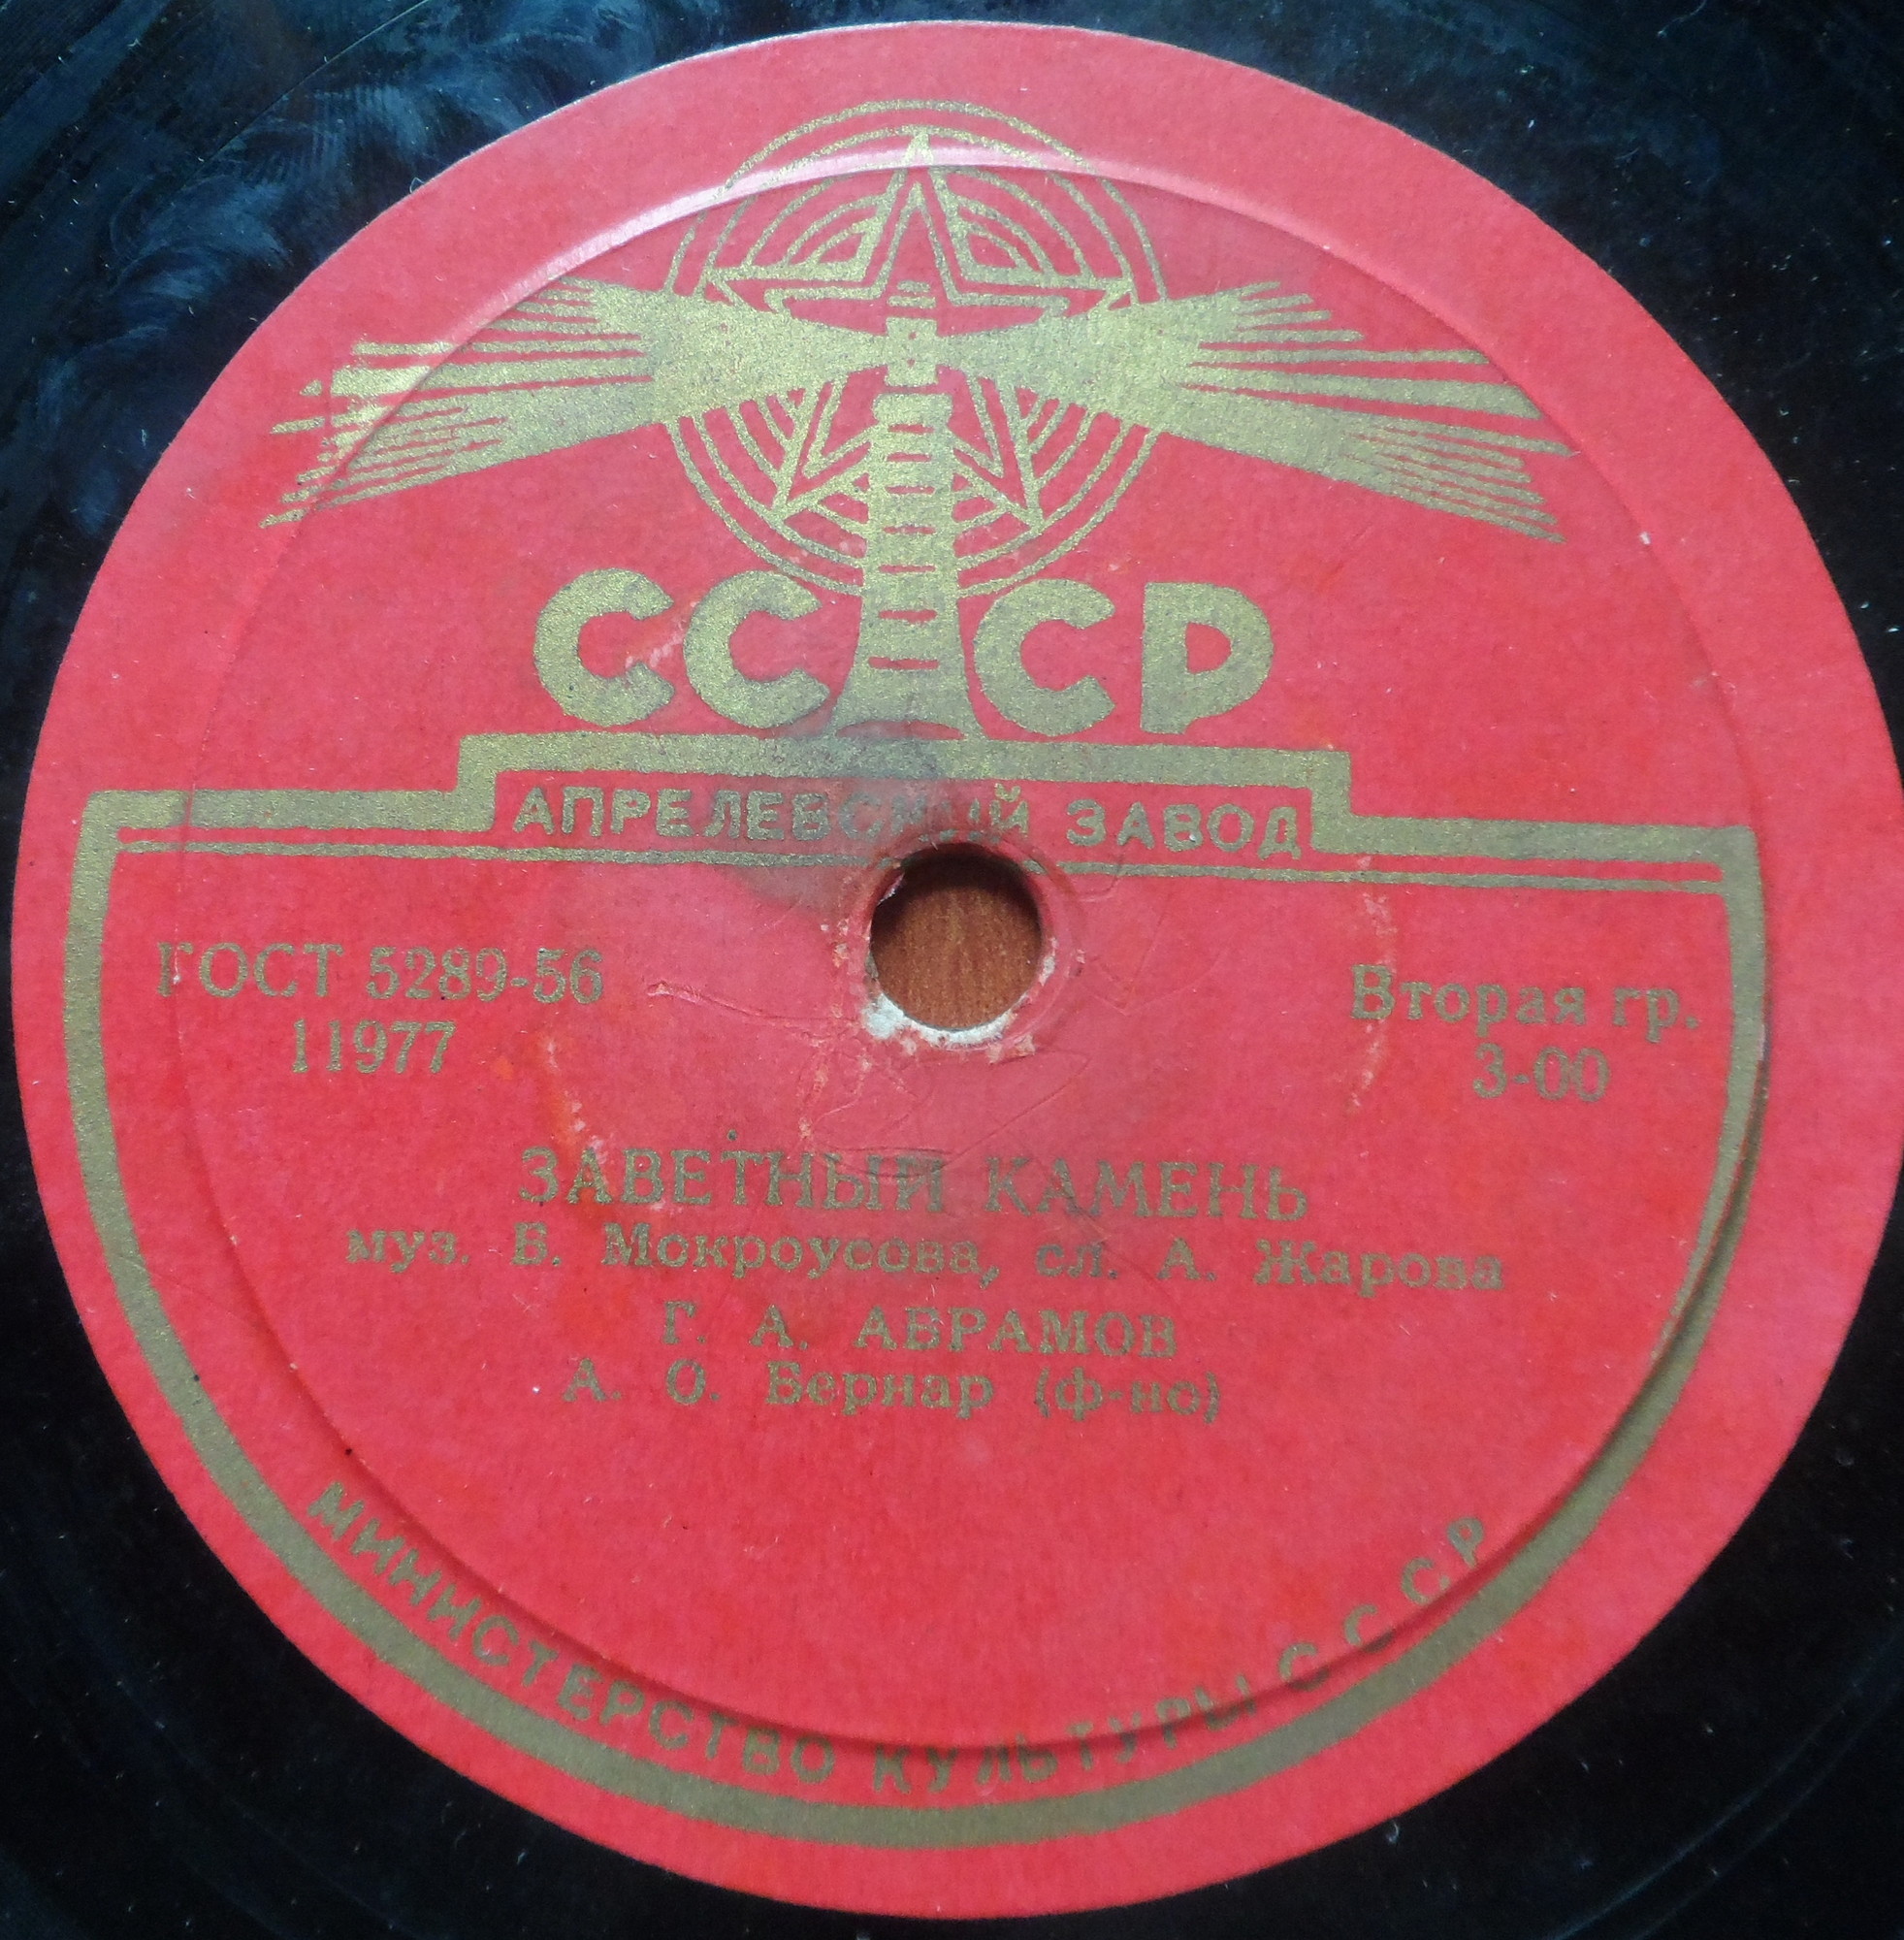 СССР
АПРЕЛЕВСКИЙ ЗАВОД
ГОСТ 5289-56
11977
Вторая гр.
3-00
ЗАВЕТНЫЙ КАМЕНЬ
муз. Б. Мокроусова, сл. А. Жарова
Г. А. АБРАМОВ
А. О. Бернар (ф-но)
МИНИСТЕРСТВО КУЛЬТУРЫ СССР